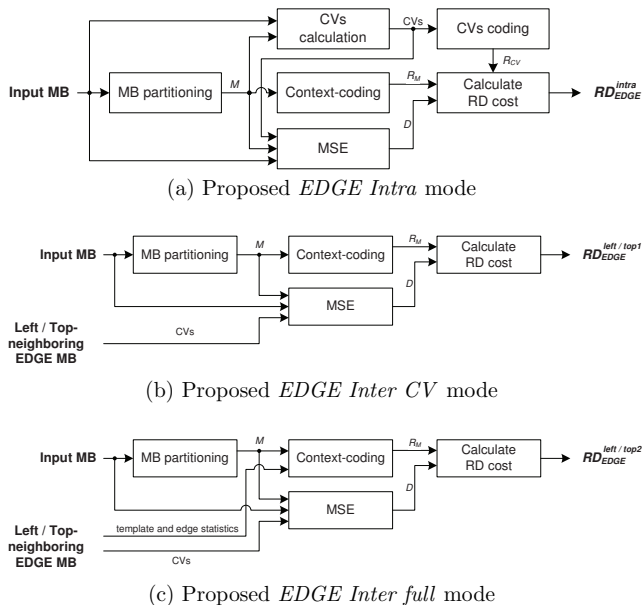 CVs calculation
CVs
CVs coding
R_CV
Input MB
MB partitioning
M
Context-coding
R_M
Calculate RD cost
RD_EDGE^intra
D
MSE
(a) Proposed EDGE Intra mode
Input MB
MB partitioning
M
Context-coding
R_M
Calculate RD cost
RD_EDGE^left / top1
D
MSE
Left / Top-
neighboring
EDGE MB
CVs
(b) Proposed EDGE Inter CV mode
Input MB
MB partitioning
M
Context-coding
R_M
Calculate RD cost
RD_EDGE^left / top2
D
MSE
Left / Top-
neighboring
EDGE MB
template and edge statistics
CVs
(c) Proposed EDGE Inter full mode